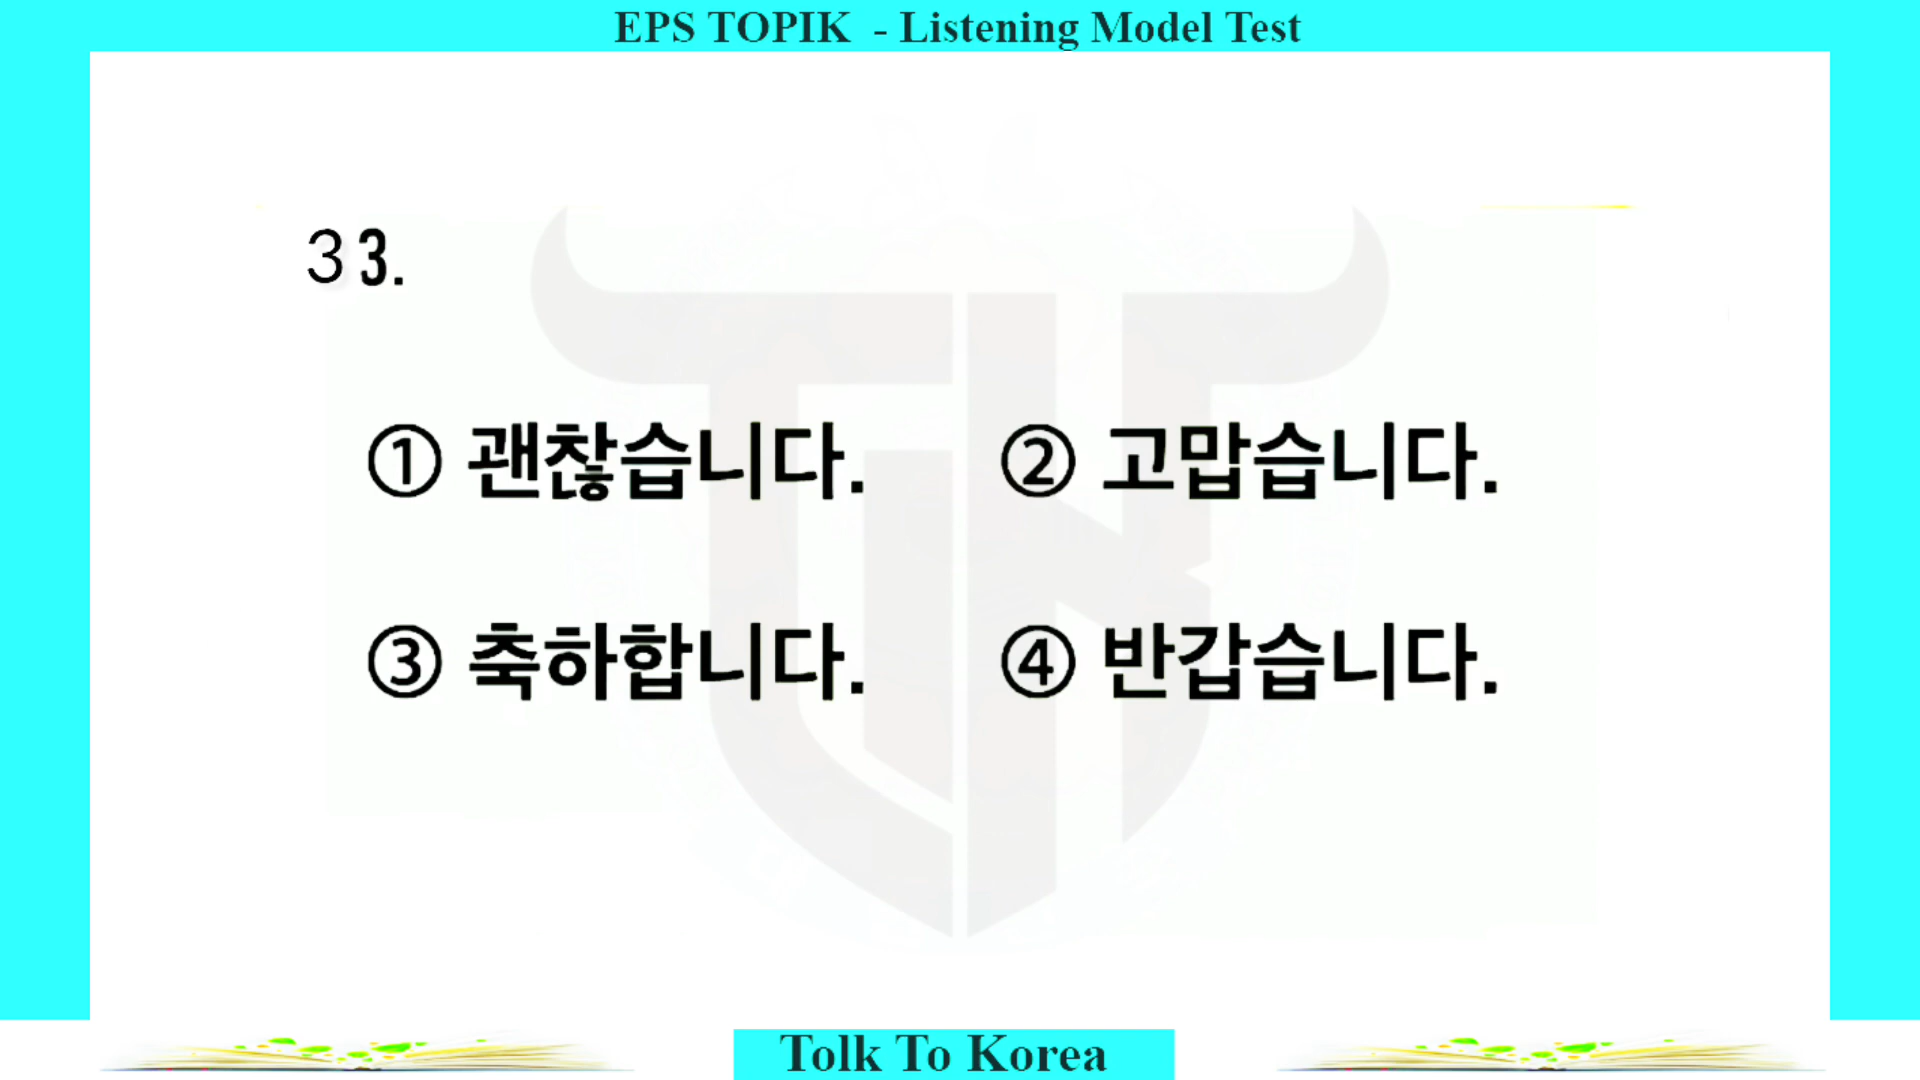 EPS TOPIK - Listening Model Test
33.
① 괜찮습니다. ② 고맙습니다.
③ 축하합니다. ④ 반갑습니다.
Tolk To Korea